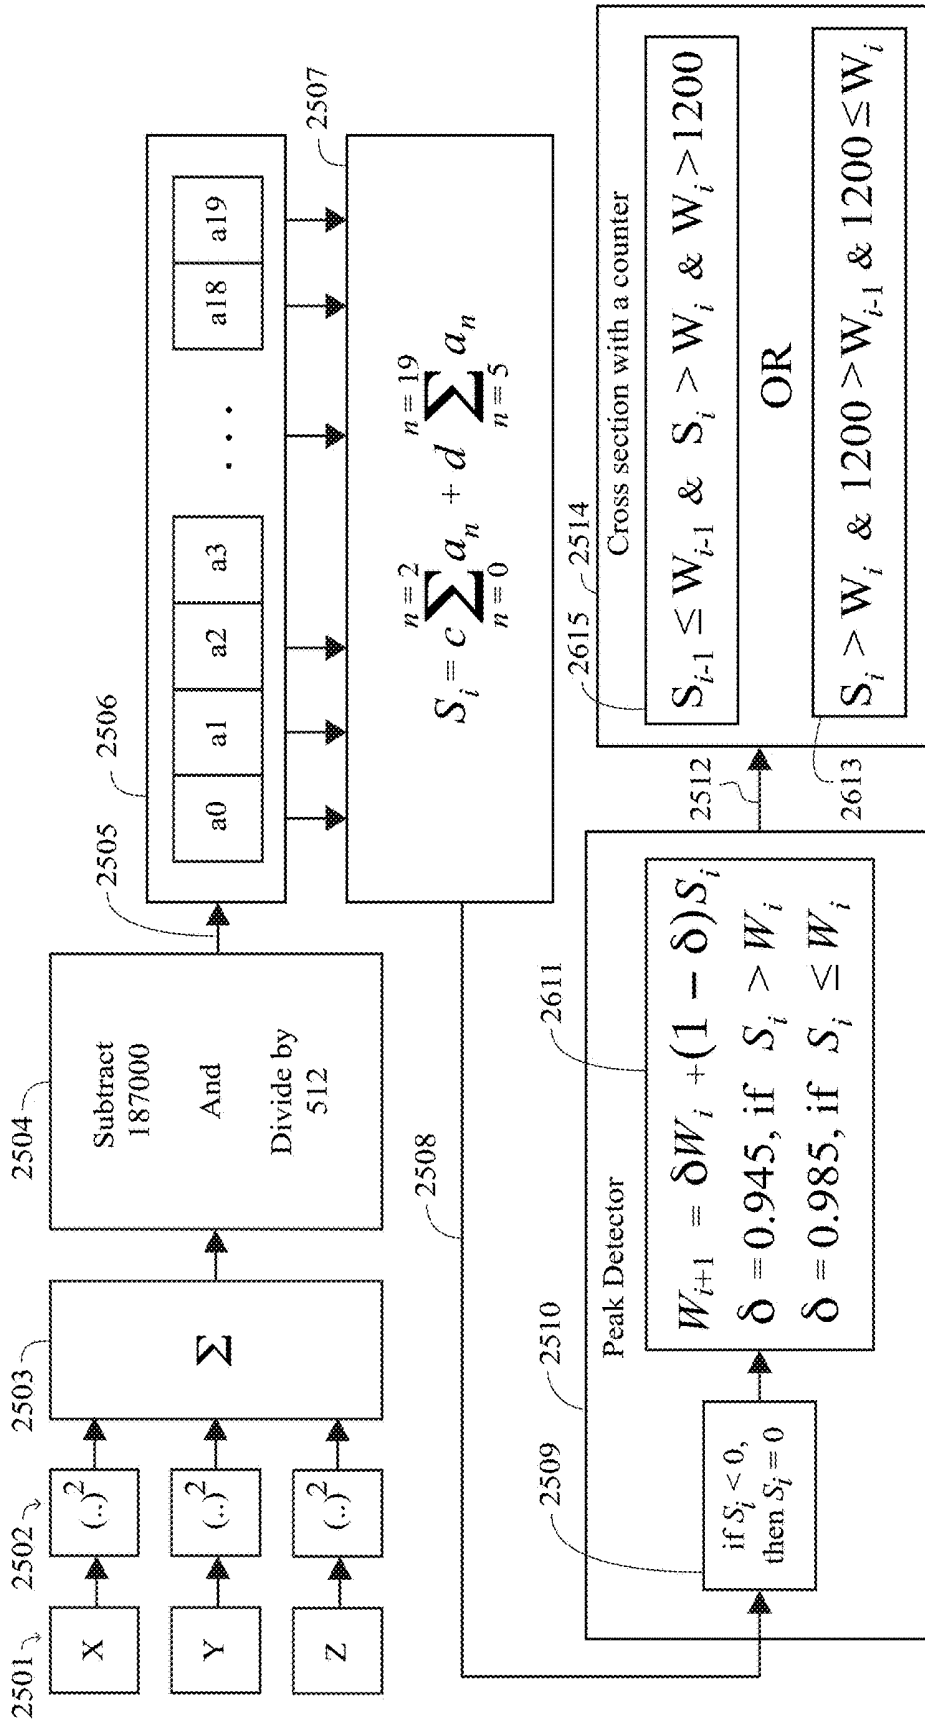 2501
X
Y
Z
2502
(..)²
(..)²
(..)²
2503
Σ
2504
Subtract
187000
And
Divide by
512
2505
2506
a0 a1 a2 a3 . . . a18 a19
2507
S_i = c ∑_{n = 0}^{n = 2} a_n + d ∑_{n = 5}^{n = 19} a_n
2508
2509
if S_i < 0,
then S_i = 0
2510
Peak Detector
2611
W_{i+1} = δW_i + (1 − δ)S_i
δ = 0.945, if S_i > W_i
δ = 0.985, if S_i ≤ W_i
2512
2514
Cross section with a counter
2615
S_{i-1} ≤ W_{i-1} & S_i > W_i & W_i > 1200
OR
S_i > W_i & 1200 > W_{i-1} & 1200 ≤ W_i
2613